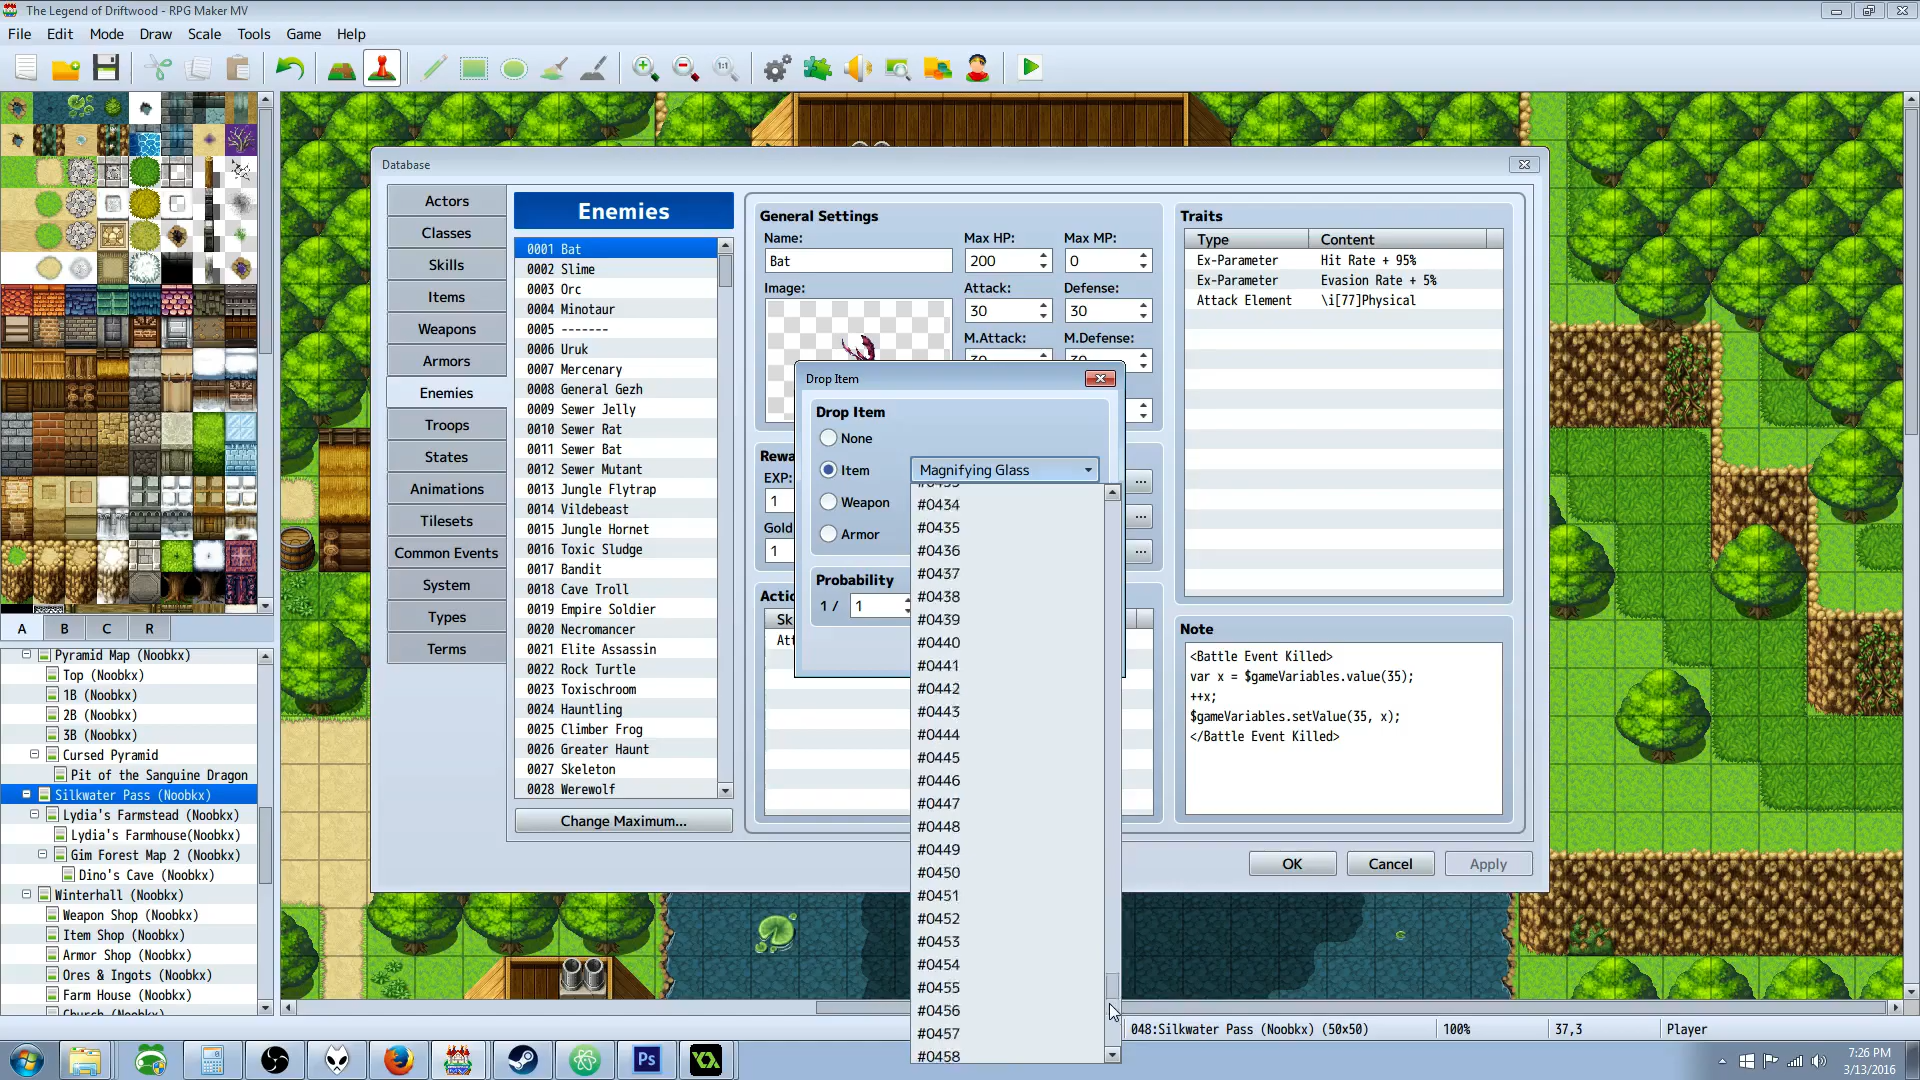 The Legend of Driftwood - RPG Maker MV
File Edit Mode Draw Scale Tools Game Help
1:1
A B C R
Pyramid Map (Noobkx)
Top (Noobkx)
1B (Noobkx)
2B (Noobkx)
3B (Noobkx)
Cursed Pyramid
Pit of the Sanguine Dragon
Silkwater Pass (Noobkx)
Lydia's Farmstead (Noobkx)
Lydia's Farmhouse(Noobkx)
Gim Forest Map 2 (Noobkx)
Dino's Cave (Noobkx)
Winterhall (Noobkx)
Weapon Shop (Noobkx)
Item Shop (Noobkx)
Armor Shop (Noobkx)
Ores & Ingots (Noobkx)
Farm House (Noobkx)
Church (Noobkx)
Database
Actors
Classes
Skills
Items
Weapons
Armors
Enemies
Troops
States
Animations
Tilesets
Common Events
System
Types
Terms
Enemies
0001 Bat
0002 Slime
0003 Orc
0004 Minotaur
0005 -------
0006 Uruk
0007 Mercenary
0008 General Gezh
0009 Sewer Jelly
0010 Sewer Rat
0011 Sewer Bat
0012 Sewer Mutant
0013 Jungle Flytrap
0014 Vildebeast
0015 Jungle Hornet
0016 Toxic Sludge
0017 Bandit
0018 Cave Troll
0019 Empire Soldier
0020 Necromancer
0021 Elite Assassin
0022 Rock Turtle
0023 Toxischroom
0024 Hauntling
0025 Climber Frog
0026 Greater Haunt
0027 Skeleton
0028 Werewolf
Change Maximum...
General Settings
Name: Max HP: Max MP:
Bat 200 0
Image: Attack: Defense:
30 30
M.Attack: M.Defense:
30 30
Rewa
EXP:
1
Gold
1
...
...
...
Actio
Sk
Att
Drop Item
Drop Item
None
Item Magnifying Glass
Weapon
Armor
Probability
1 / 1
#0433
#0434
#0435
#0436
#0437
#0438
#0439
#0440
#0441
#0442
#0443
#0444
#0445
#0446
#0447
#0448
#0449
#0450
#0451
#0452
#0453
#0454
#0455
#0456
#0457
#0458
Traits
Type Content
Ex-Parameter Hit Rate + 95%
Ex-Parameter Evasion Rate + 5%
Attack Element \i[77]Physical
Note
<Battle Event Killed>
var x = $gameVariables.value(35);
++x;
$gameVariables.setValue(35, x);
</Battle Event Killed>
OK Cancel Apply
048:Silkwater Pass (Noobkx) (50x50) 100% 37,3 Player
Ps
7:26 PM
3/13/2016